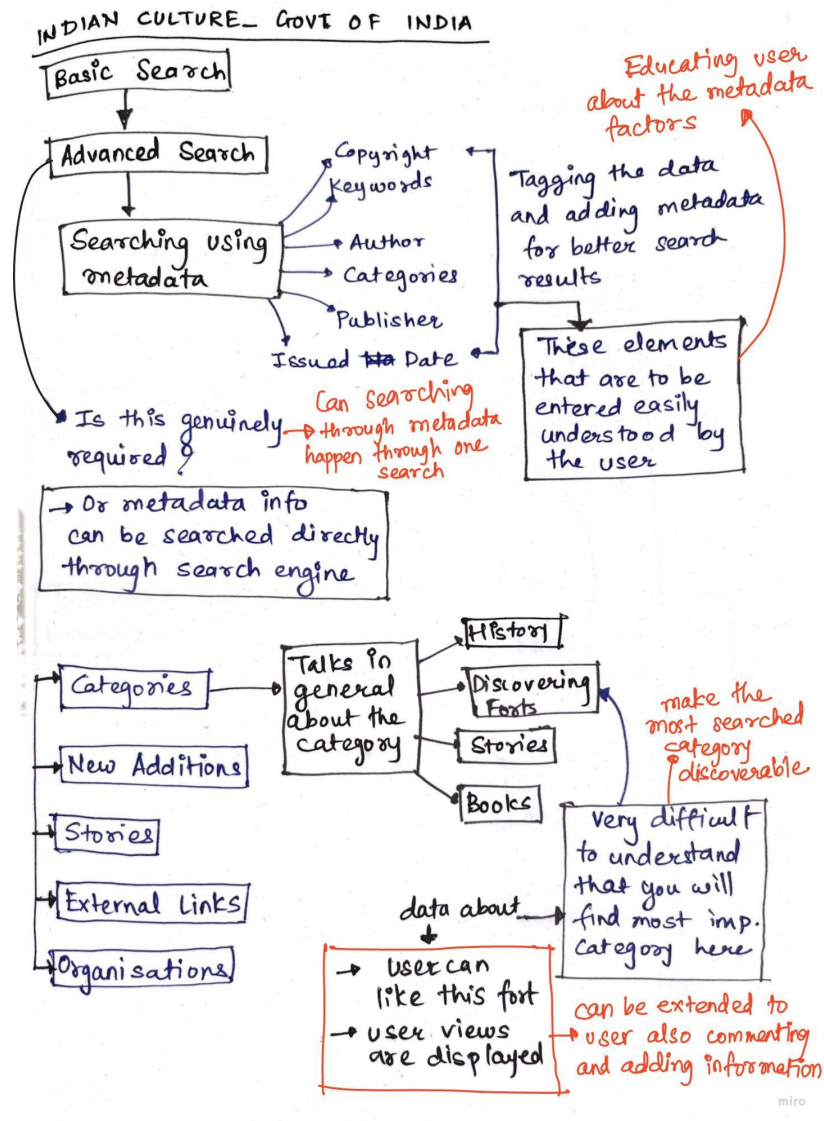 INDIAN CULTURE_ GOVT OF INDIA
Basic Search
Advanced Search
Searching using
metadata
Copyright
Keywords
Author
Categories
Publisher
Issued Date
Tagging the data
and adding metadata
for better search
results
Educating user
about the metadata
factors
These elements
that are to be
entered easily
understood by
the user
Is this genuinely
required?
Can searching
through metadata
happen through one
search
→ Or metadata info
can be searched directly
through search engine
Categories
New Additions
Stories
External Links
Organisations
Talks in
general
about the
category
History
Discovering
Forts
Stories
Books
make the
most searched
category
discoverable
very difficult
to understand
that you will
find most imp.
category here
data about
→ user can
like this fort
→ user views
are displayed
can be extended to
user also commenting
and adding information
miro